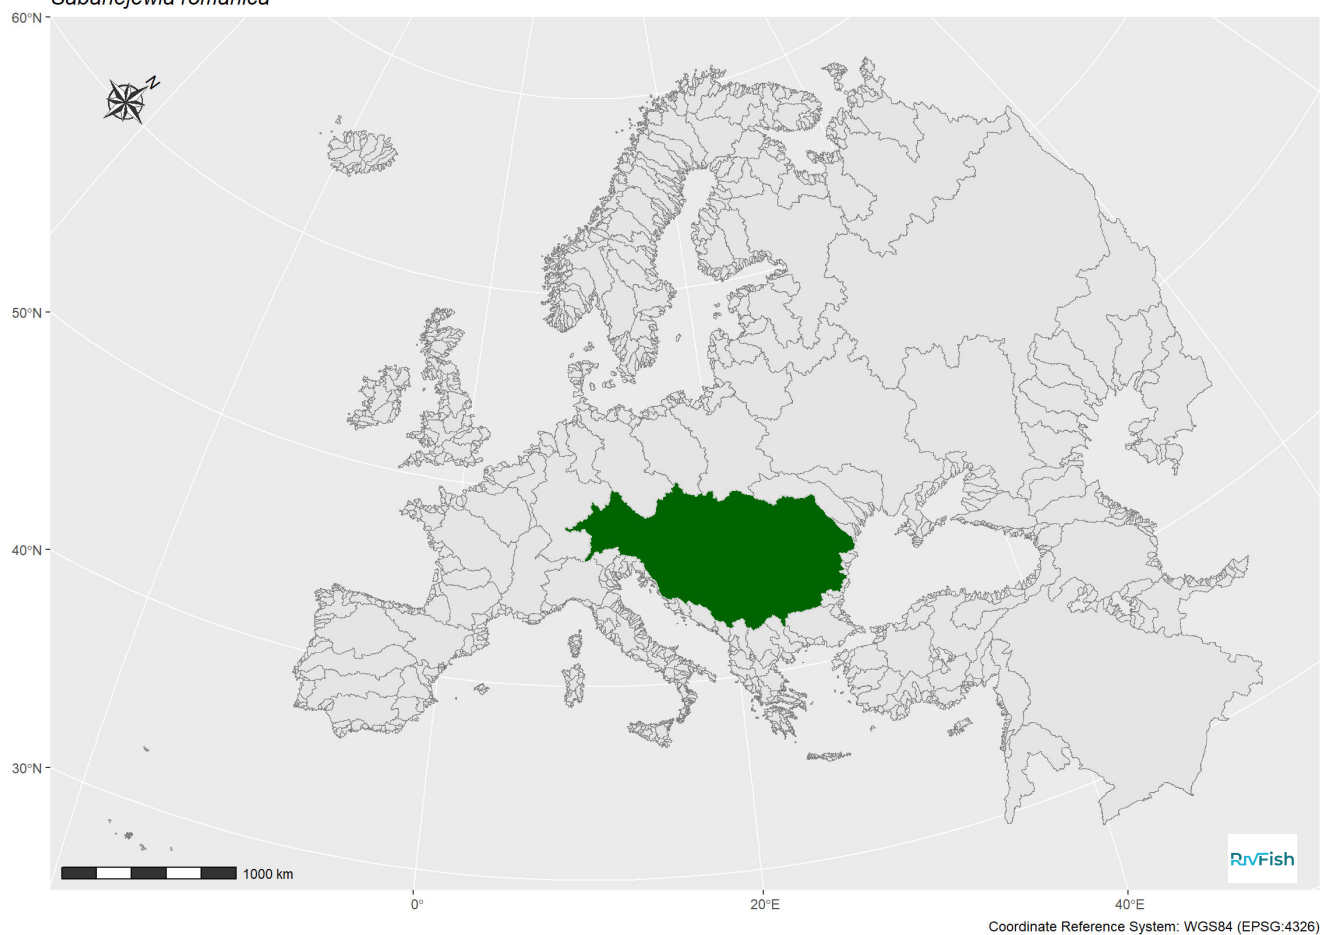 Sabanejewia romanica
60°N
N
50°N
40°N
30°N
1000 km
RivFish
0°
20°E
40°E
Coordinate Reference System: WGS84 (EPSG:4326)